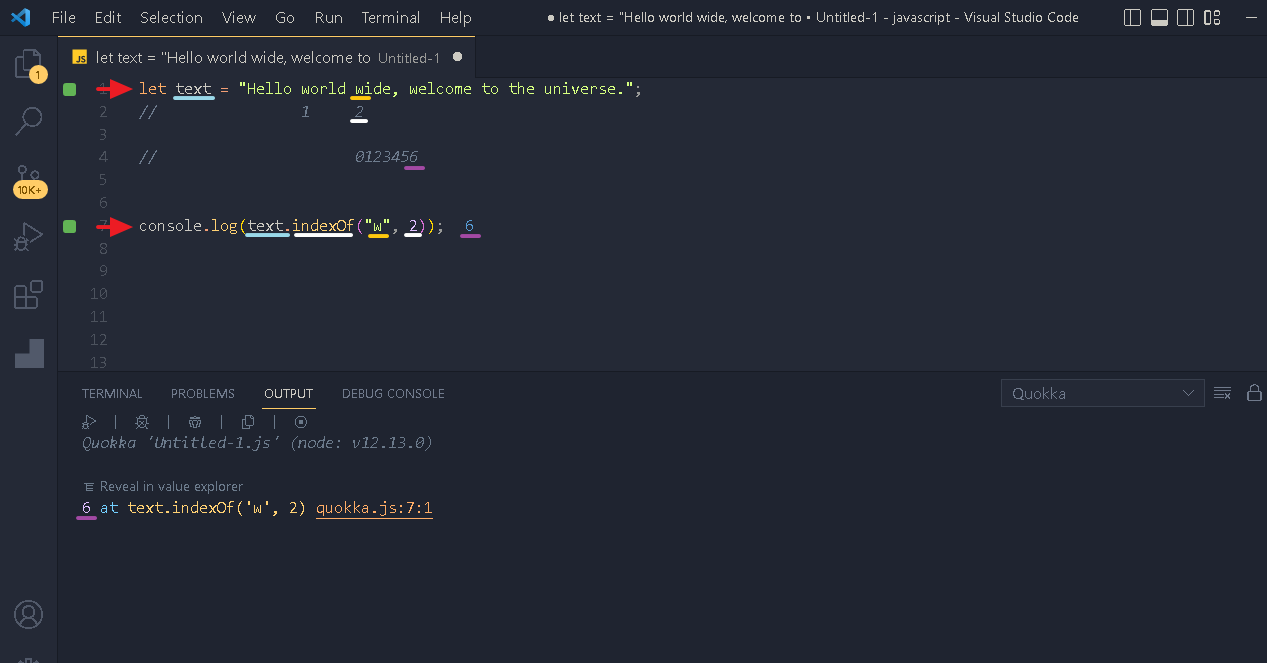 File Edit Selection View Go Run Terminal Help ● let text = "Hello world wide, welcome to • Untitled-1 - javascript - Visual Studio Code
JS let text = "Hello world wide, welcome to Untitled-1 ●
1 let text = "Hello world wide, welcome to the universe.";
2 // 1 2
3
4 // 0123456
5
6
7 console.log(text.indexOf("w", 2)); 6
8
9
10
11
12
13
1
10K+
TERMINAL PROBLEMS OUTPUT DEBUG CONSOLE Quokka
Quokka 'Untitled-1.js' (node: v12.13.0)
Reveal in value explorer
6 at text.indexOf('w', 2) quokka.js:7:1